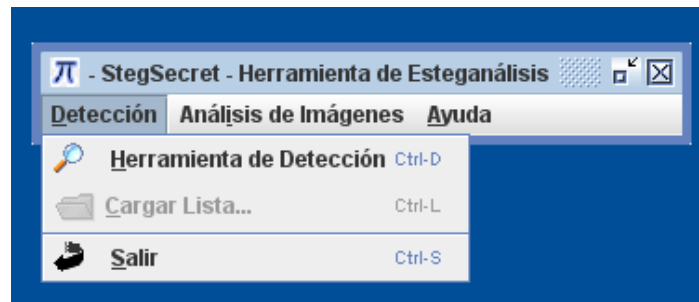 π - StegSecret - Herramienta de Esteganálisis
Detección Análisis de Imágenes Ayuda
Herramienta de Detección Ctrl-D
Cargar Lista... Ctrl-L
Salir Ctrl-S